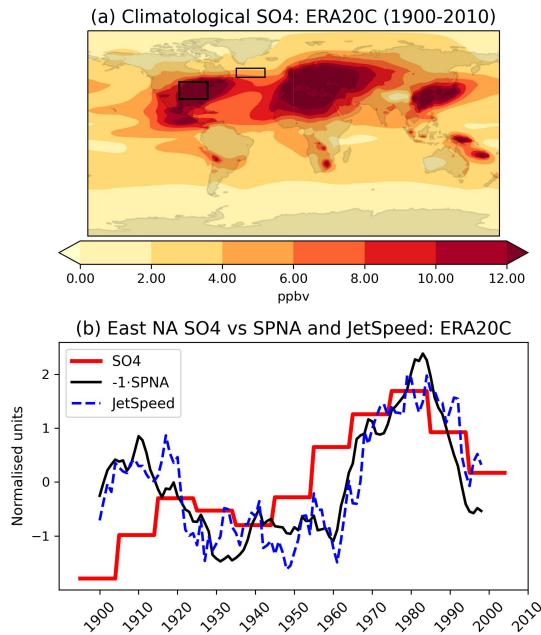 (a) Climatological SO4: ERA20C (1900-2010)
0.00 2.00 4.00 6.00 8.00 10.00 12.00
ppbv
(b) East NA SO4 vs SPNA and JetSpeed: ERA20C
SO4
-1·SPNA
JetSpeed
Normalised units
2
1
0
−1
1900 1910 1920 1930 1940 1950 1960 1970 1980 1990 2000 2010